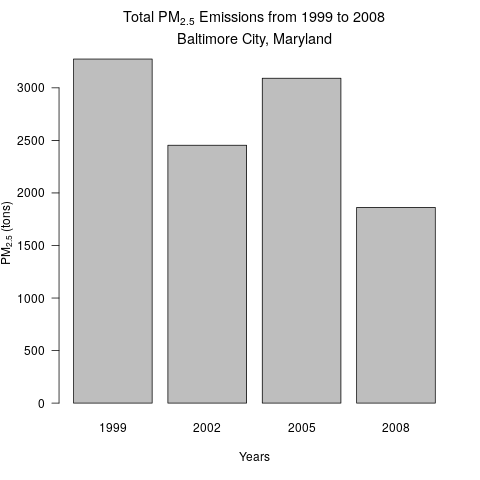 Total PM2.5 Emissions from 1999 to 2008
Baltimore City, Maryland
PM2.5 (tons)
3000
2500
2000
1500
1000
500
0
1999 2002 2005 2008
Years